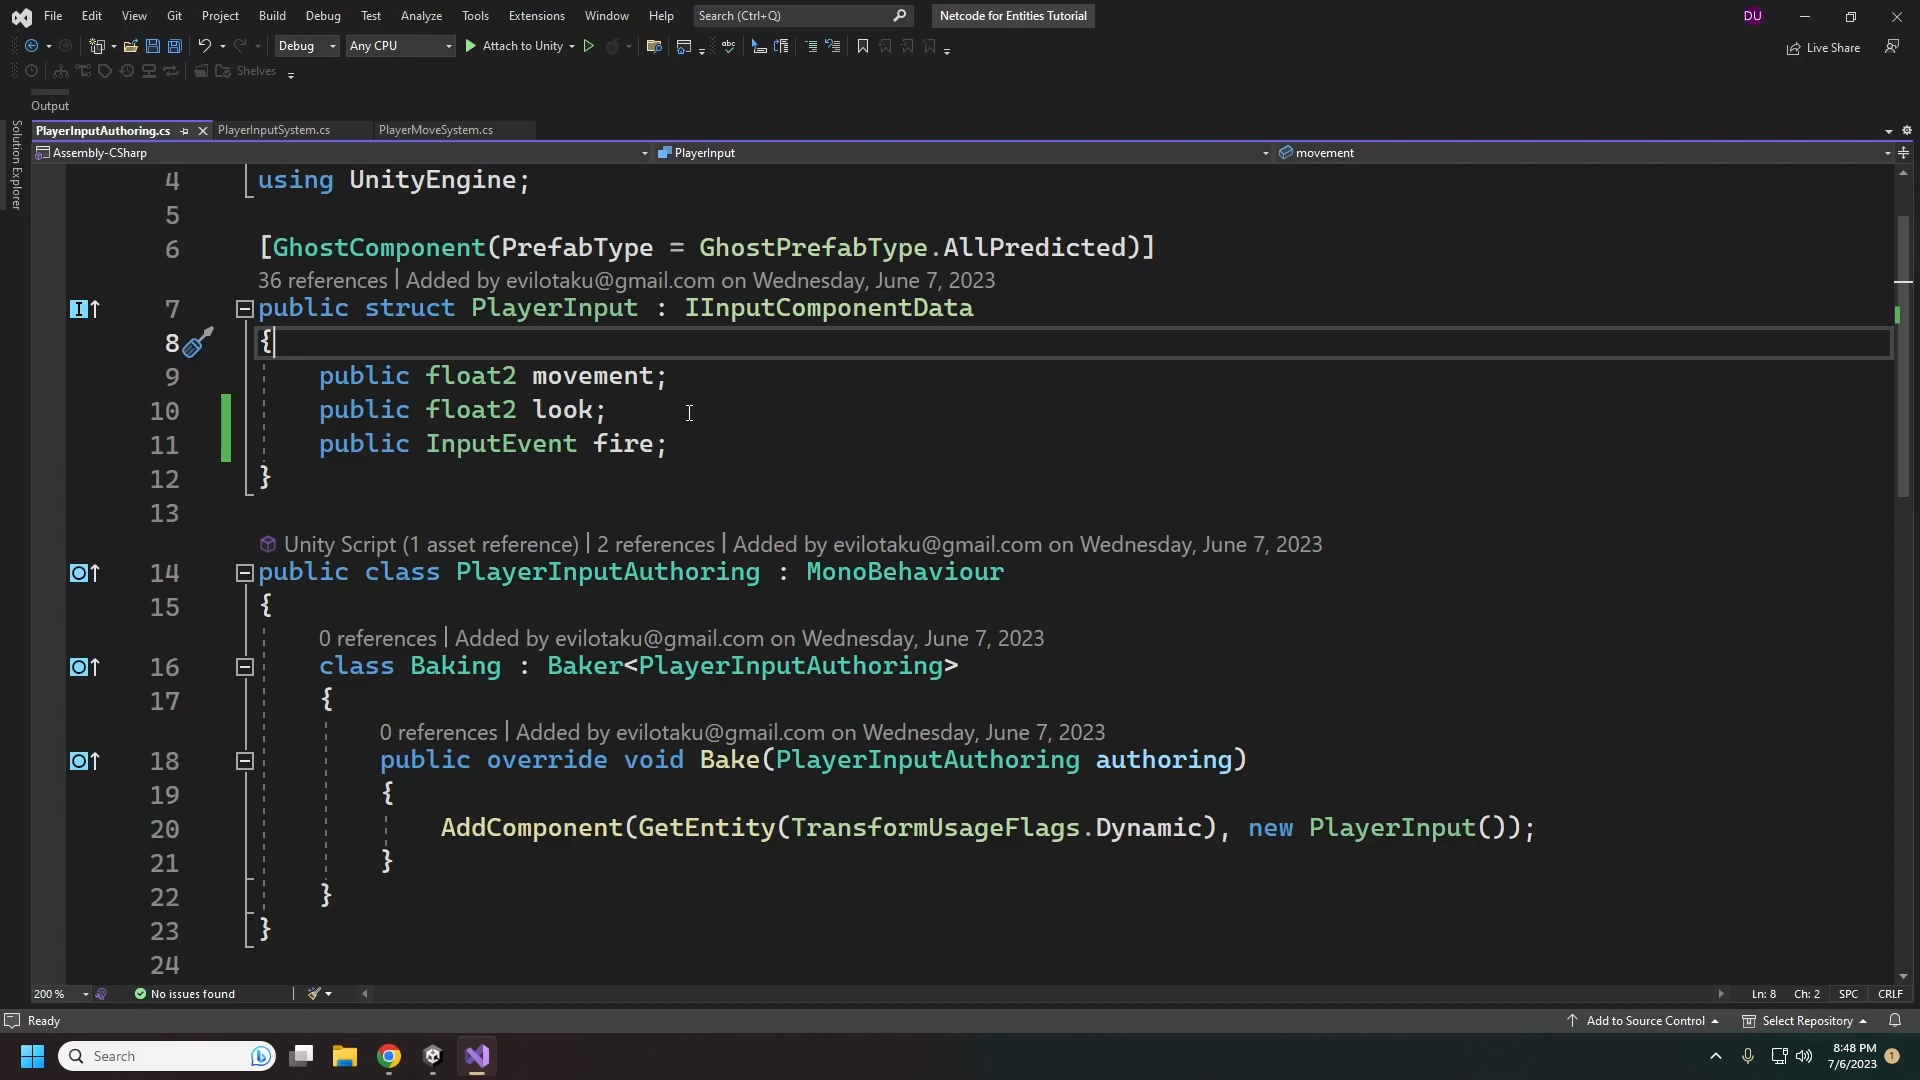 File Edit View Git Project Build Debug Test Analyze Tools Extensions Window Help Search (Ctrl+Q) Netcode for Entities Tutorial DU
Debug Any CPU Attach to Unity Live Share
Shelves
Output
Solution Explorer
PlayerInputAuthoring.cs PlayerInputSystem.cs PlayerMoveSystem.cs
Assembly-CSharp PlayerInput movement
4 using UnityEngine;
5
6 [GhostComponent(PrefabType = GhostPrefabType.AllPredicted)]
36 references | Added by evilotaku@gmail.com on Wednesday, June 7, 2023
7 public struct PlayerInput : IInputComponentData
8 {
9 public float2 movement;
10 public float2 look;
11 public InputEvent fire;
12 }
13
Unity Script (1 asset reference) | 2 references | Added by evilotaku@gmail.com on Wednesday, June 7, 2023
14 public class PlayerInputAuthoring : MonoBehaviour
15 {
0 references | Added by evilotaku@gmail.com on Wednesday, June 7, 2023
16 class Baking : Baker<PlayerInputAuthoring>
17 {
0 references | Added by evilotaku@gmail.com on Wednesday, June 7, 2023
18 public override void Bake(PlayerInputAuthoring authoring)
19 {
20 AddComponent(GetEntity(TransformUsageFlags.Dynamic), new PlayerInput());
21 }
22 }
23 }
24
200 % No issues found Ln: 8 Ch: 2 SPC CRLF
Ready Add to Source Control Select Repository
Search 8:48 PM
7/6/2023 1